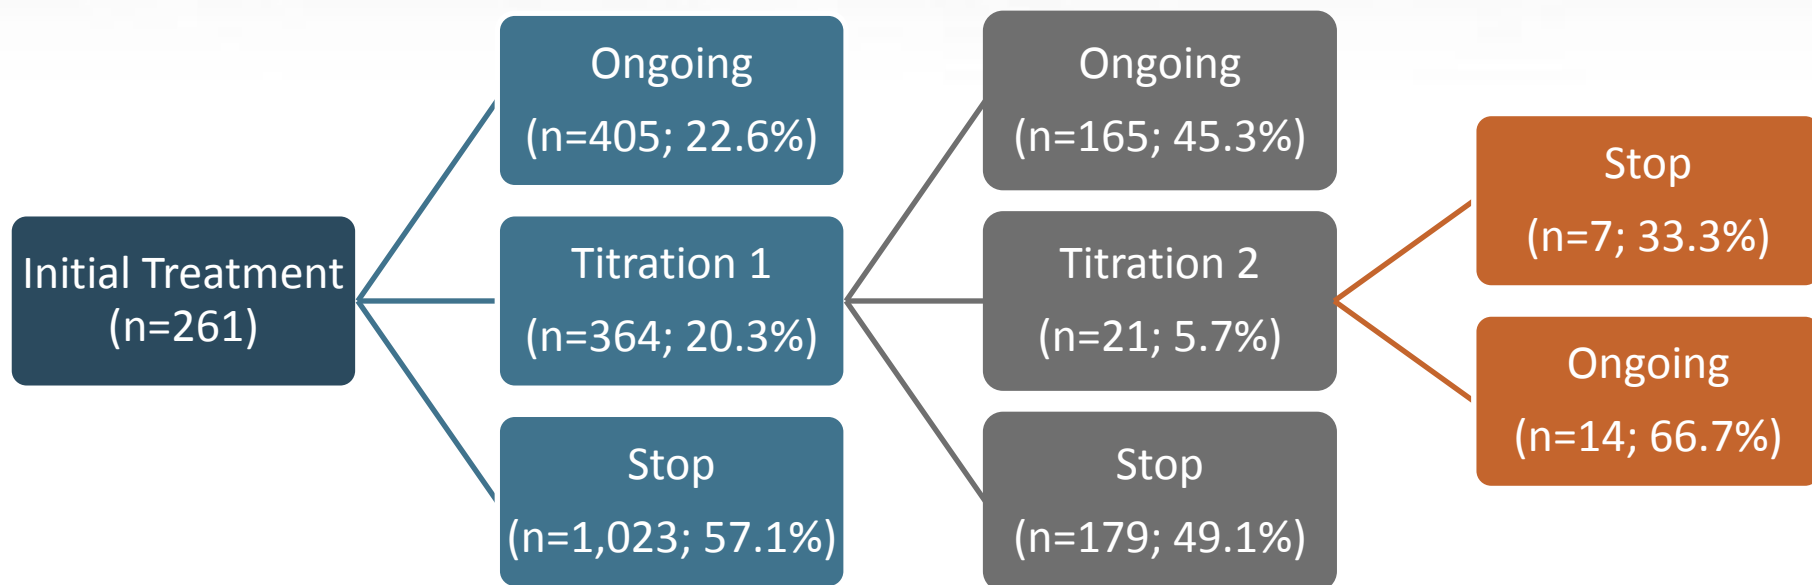 Initial Treatment
(n=261)
Ongoing
(n=405; 22.6%)
Titration 1
(n=364; 20.3%)
Stop
(n=1,023; 57.1%)
Ongoing
(n=165; 45.3%)
Titration 2
(n=21; 5.7%)
Stop
(n=179; 49.1%)
Stop
(n=7; 33.3%)
Ongoing
(n=14; 66.7%)